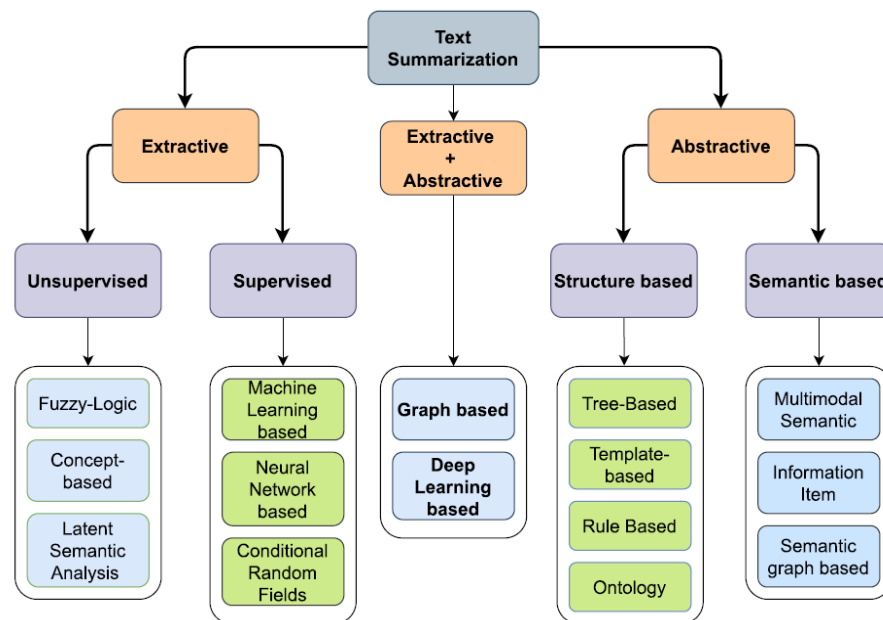 Text
Summarization
Extractive
Extractive
+
Abstractive
Abstractive
Unsupervised
Supervised
Structure based
Semantic based
Fuzzy-Logic
Concept-
based
Latent
Semantic
Analysis
Machine
Learning
based
Neural
Network
based
Conditional
Random
Fields
Graph based
Deep
Learning
based
Tree-Based
Template-
based
Rule Based
Ontology
Multimodal
Semantic
Information
Item
Semantic
graph based